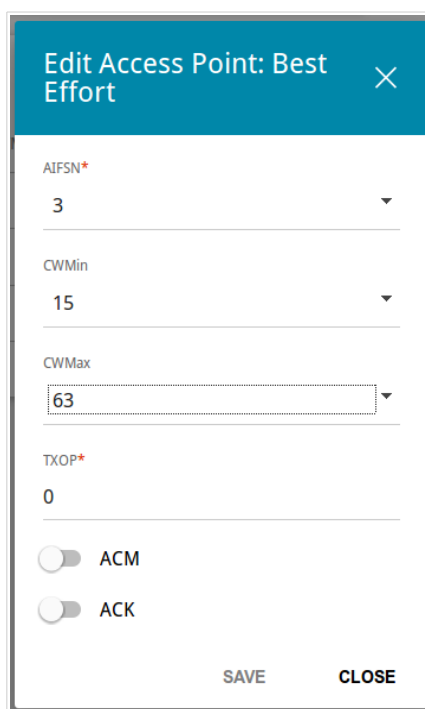 Edit Access Point: Best
Effort
AIFSN*
3
CWMin
15
CWMax
63
TXOP*
0
ACM
ACK
SAVE CLOSE